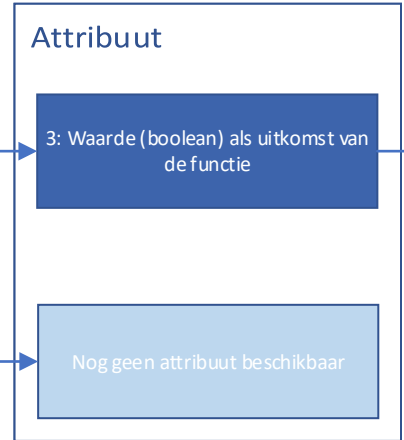 Attribuut
3: Waarde (boolean) als uitkomst van
de functie
Nog geen attribuut beschikbaar